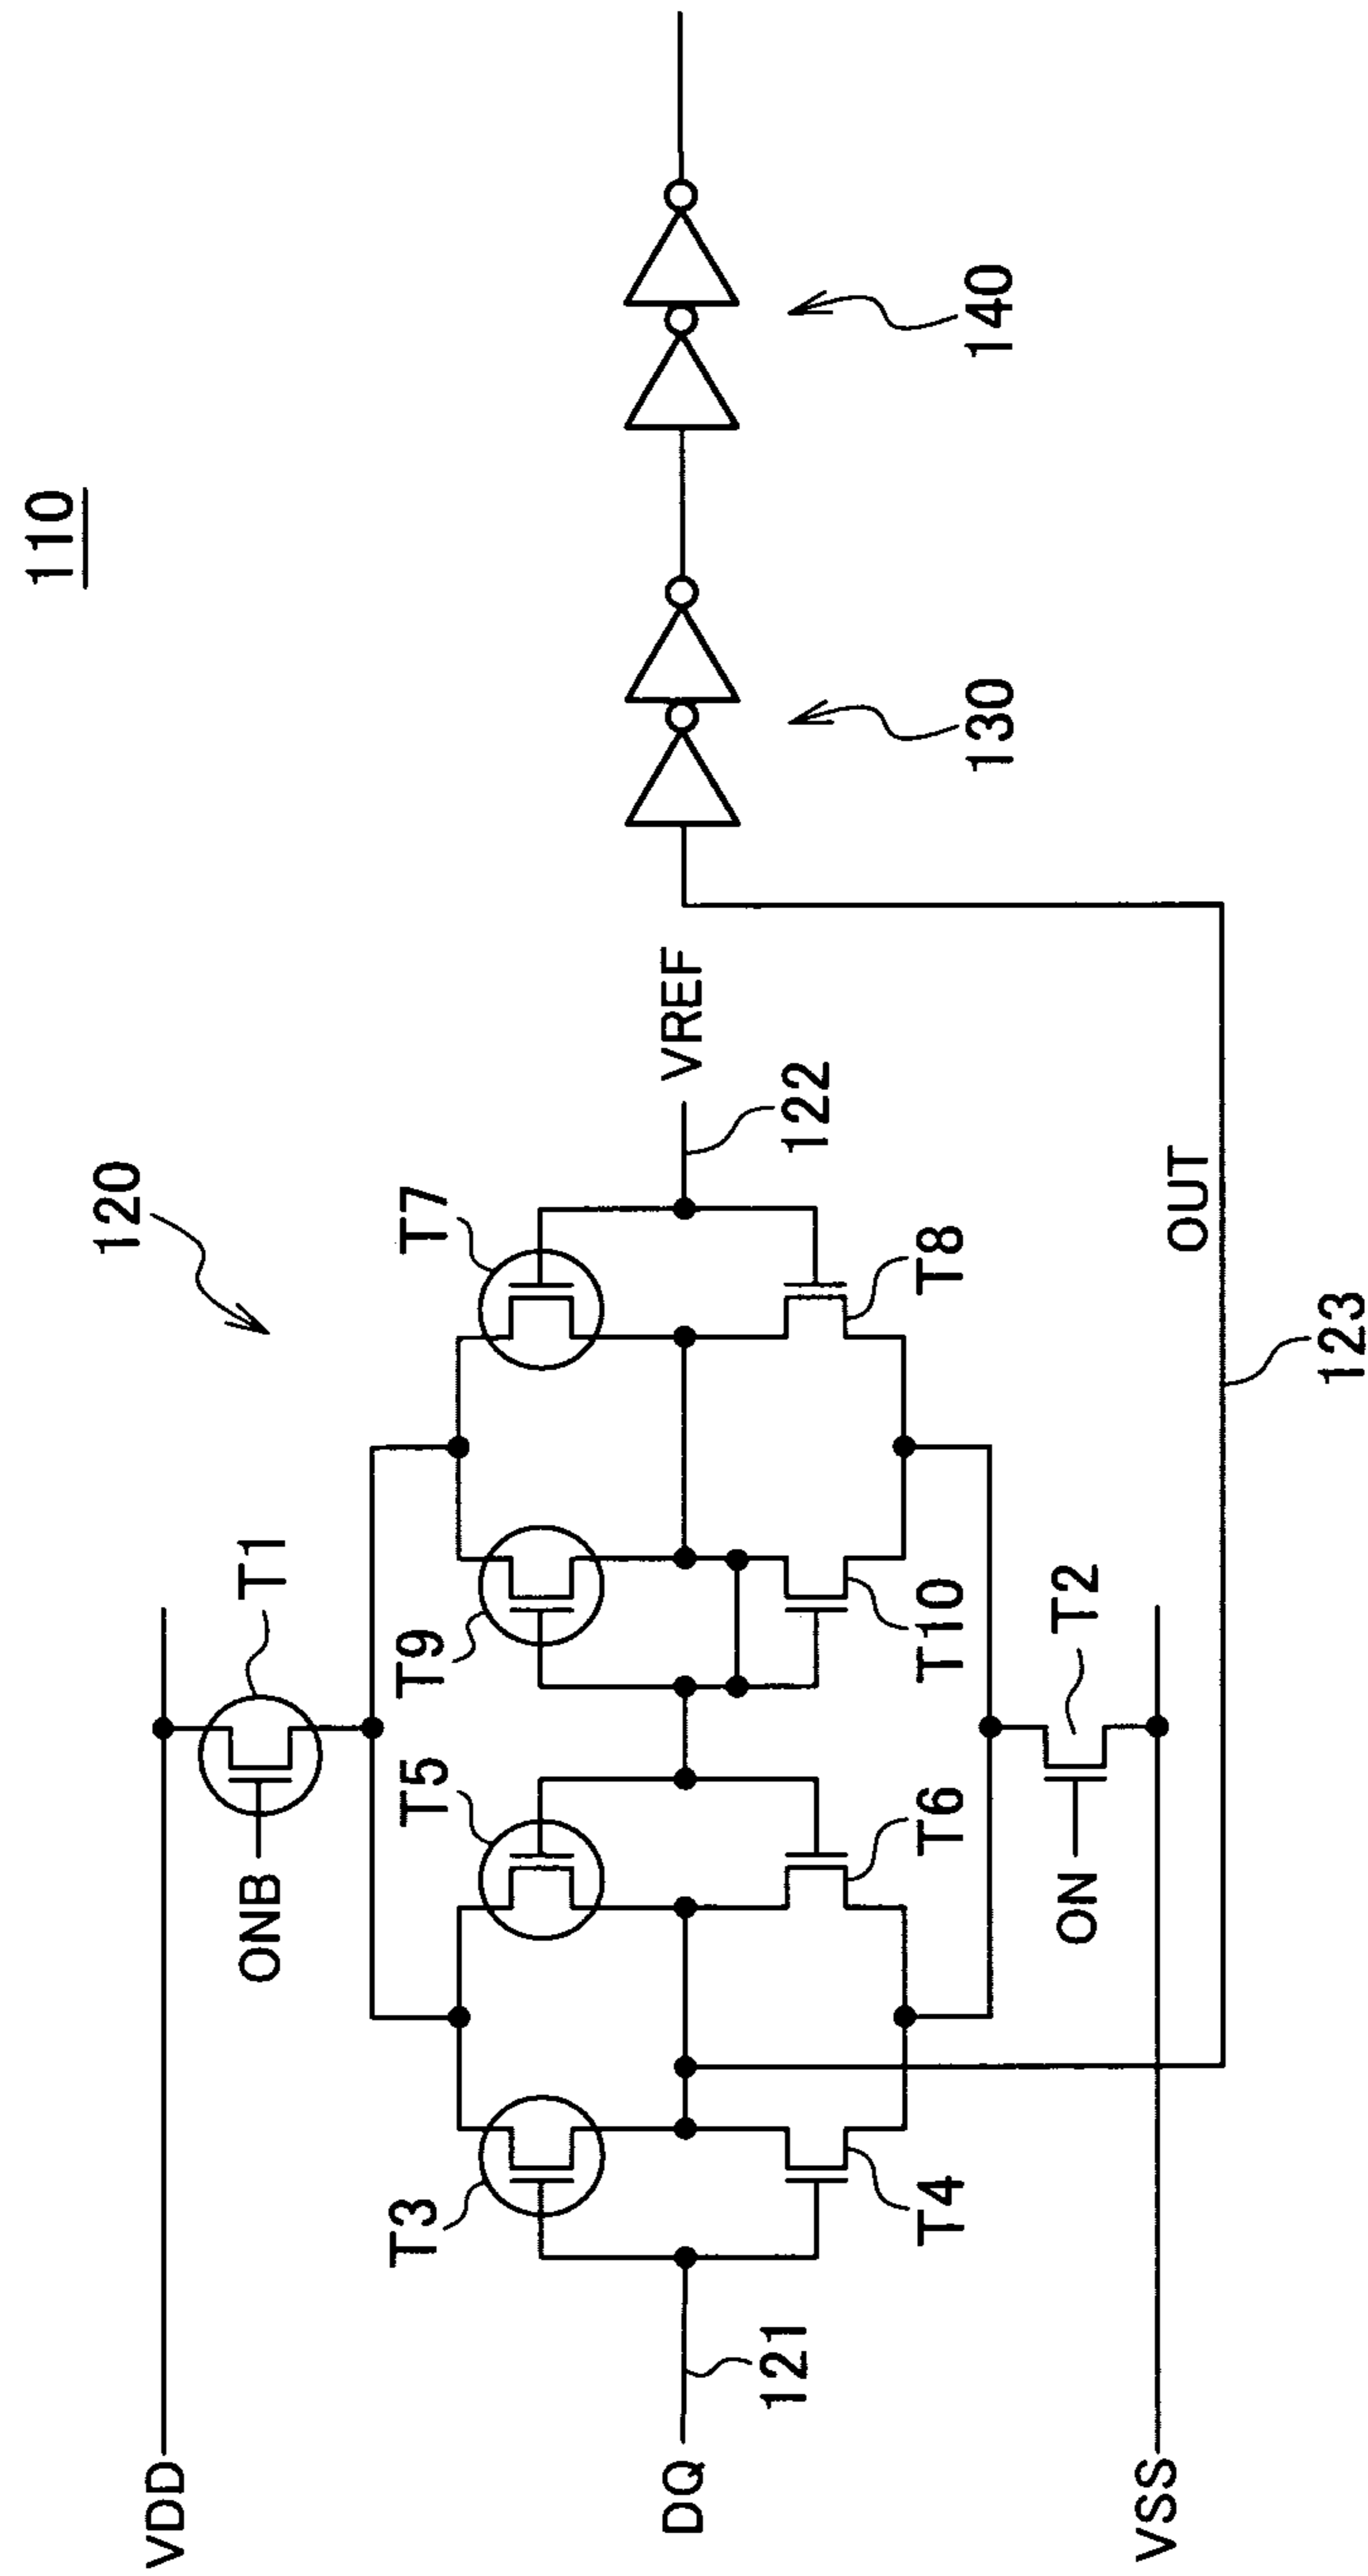 110
120
VDD
ONB
T1
T3
T5
T9
T7
DQ
121
VREF
122
130
140
T4
T6
T10
T8
ON
T2
VSS
OUT
123